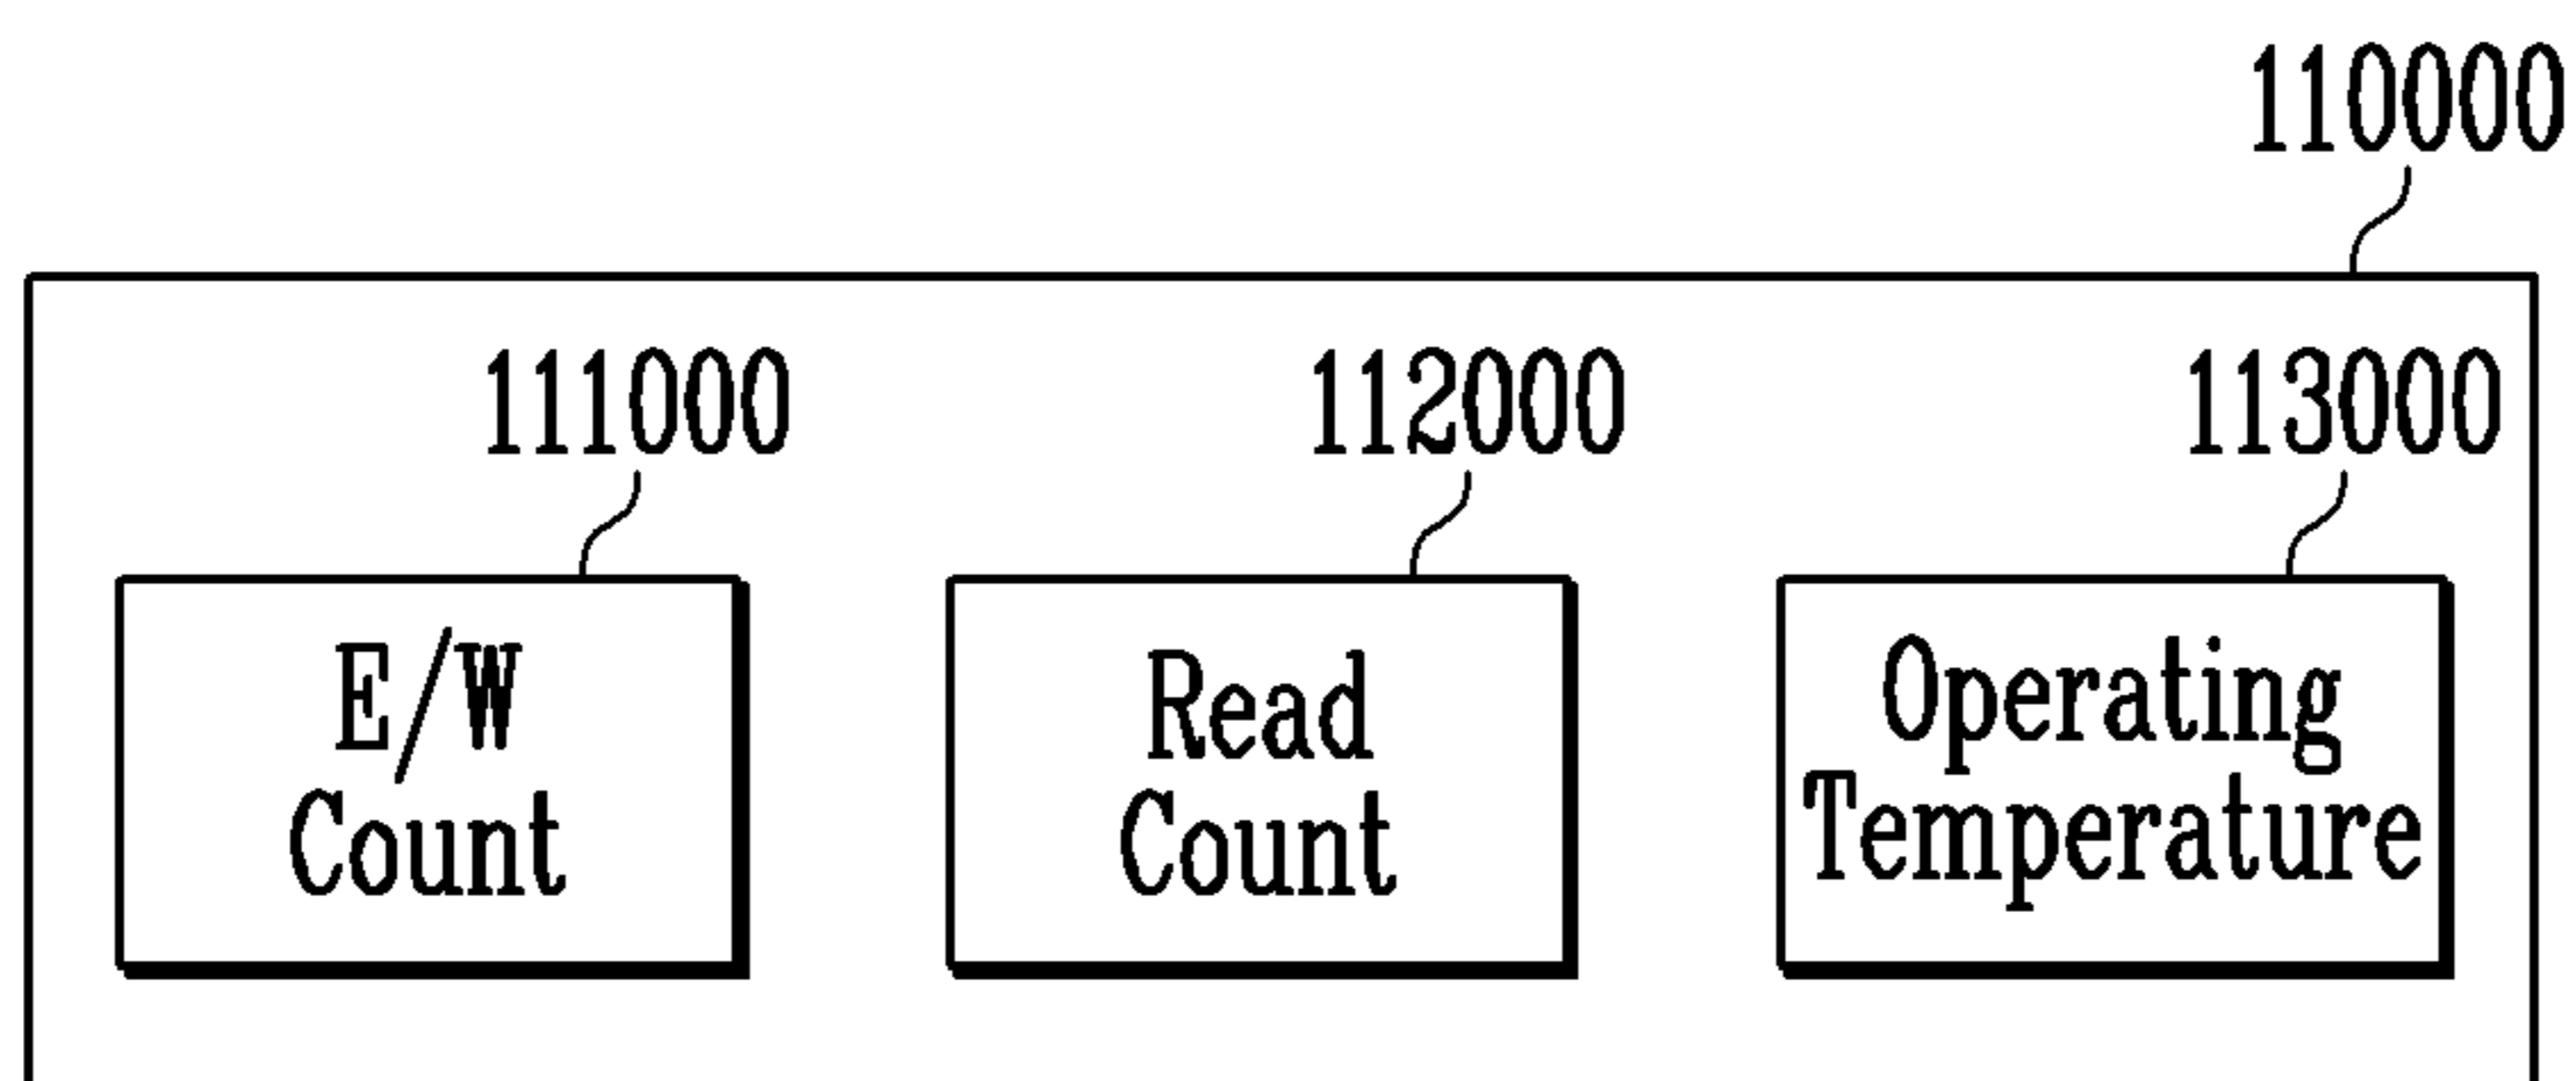 110000
111000 112000 113000
E/W
Count
Read
Count
Operating
Temperature